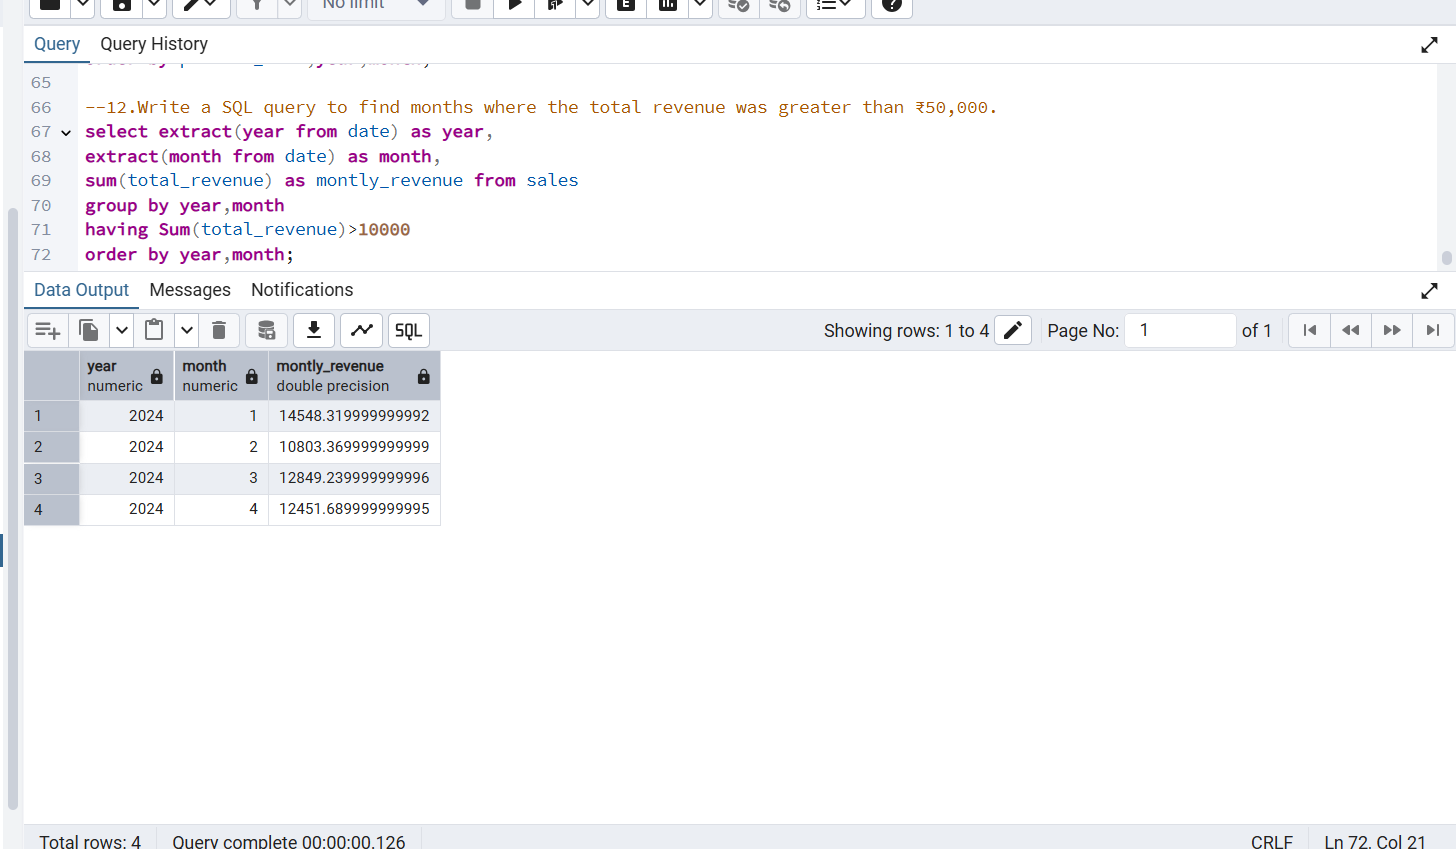 No limit
Query Query History
65
66 --12.Write a SQL query to find months where the total revenue was greater than ₹50,000.
67 select extract(year from date) as year,
68 extract(month from date) as month,
69 sum(total_revenue) as montly_revenue from sales
70 group by year,month
71 having Sum(total_revenue)>10000
72 order by year,month;
Data Output Messages Notifications
SQL Showing rows: 1 to 4 Page No: 1 of 1
year month montly_revenue
numeric numeric double precision
1 2024 1 14548.319999999992
2 2024 2 10803.369999999999
3 2024 3 12849.239999999996
4 2024 4 12451.689999999995
Total rows: 4 Query complete 00:00:00.126 CRLF Ln 72, Col 21